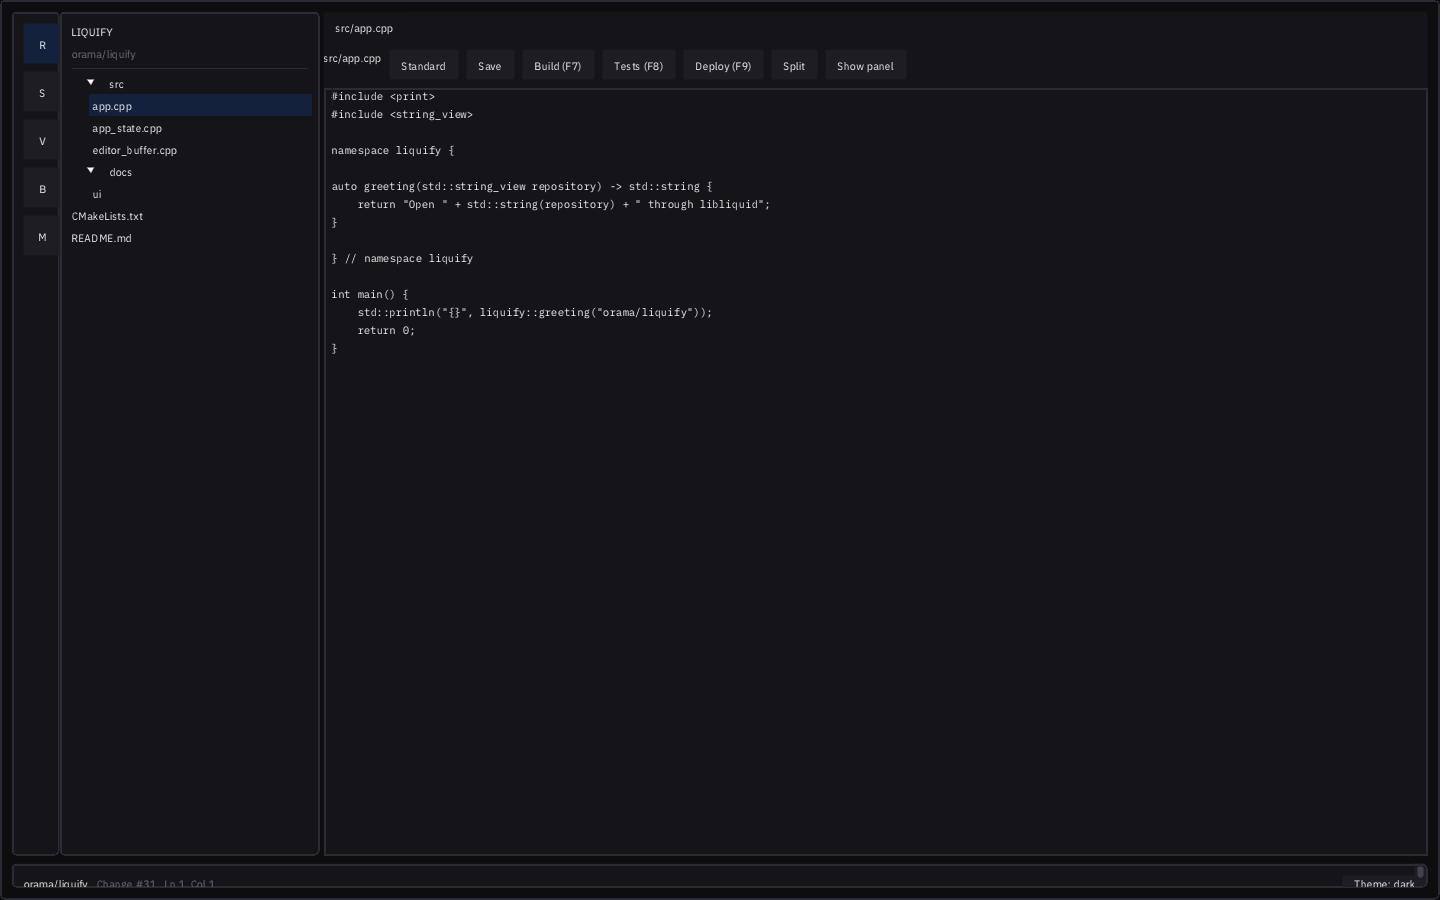 R
S
V
B
M
LIQUIFY
orama/liquify
src
app.cpp
app_state.cpp
editor_buffer.cpp
docs
ui
CMakeLists.txt
README.md
src/app.cpp
src/app.cpp Standard Save Build (F7) Tests (F8) Deploy (F9) Split Show panel
#include <print>
#include <string_view>
namespace liquify {
auto greeting(std::string_view repository) -> std::string {
    return "Open " + std::string(repository) + " through libliquid";
}
} // namespace liquify
int main() {
    std::println("{}", liquify::greeting("orama/liquify"));
    return 0;
}
orama/liquify Change #31 Ln 1, Col 1 Theme: dark